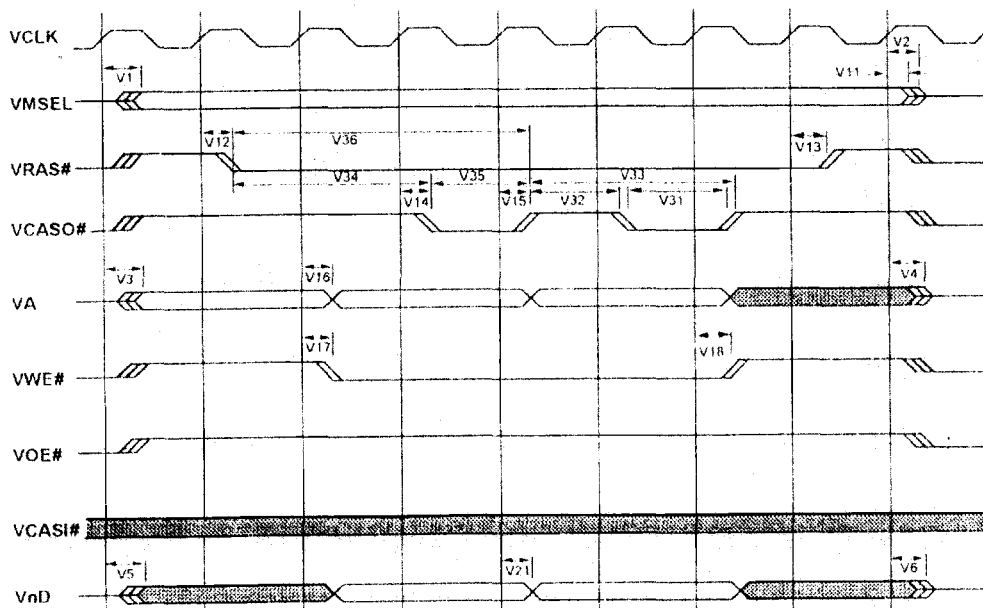 VCLK
V2
V1
V11
VMSEL
V12
V36
V13
VRAS#
V34
V35
V33
V14
V15
V32
V31
VCASO#
V3
V16
V4
VA
V17
V18
VWE#
VOE#
VCASI#
V5
V21
V6
VnD